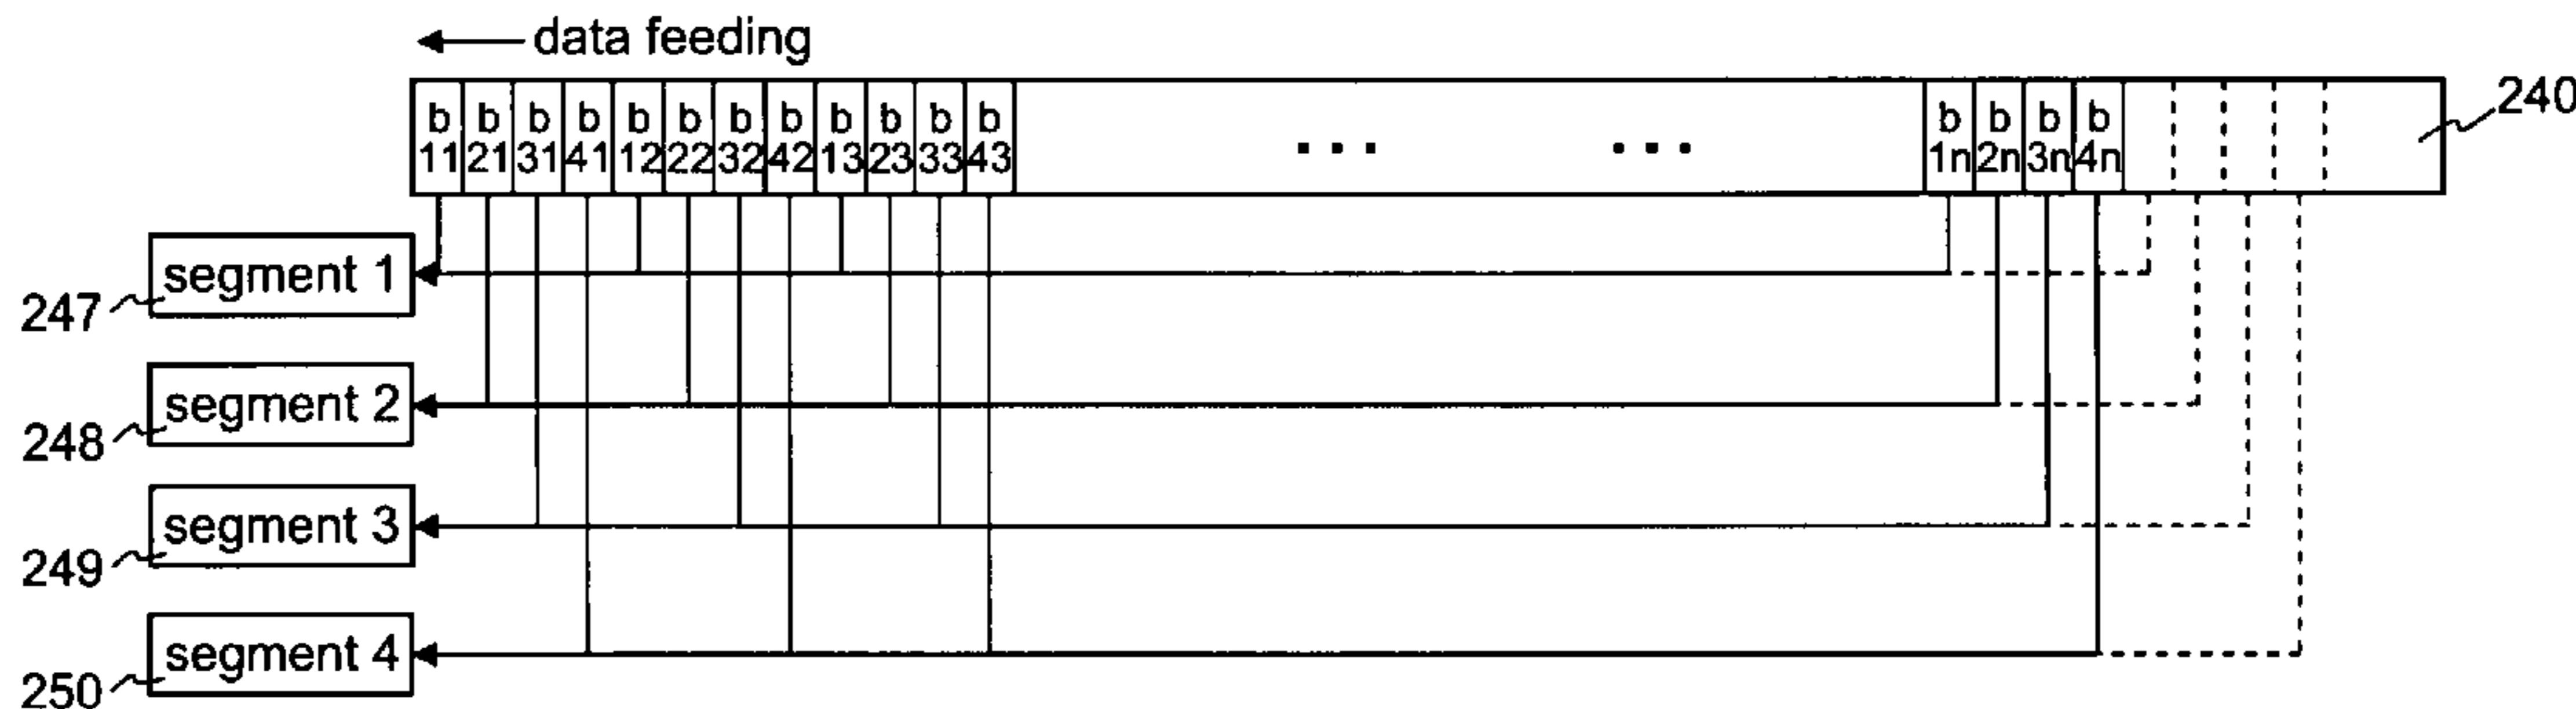 data feeding
b b b b b b b b b b b b ... ... b b b b
11 21 31 41 12 22 32 42 13 23 33 43 1n 2n 3n 4n
240
segment 1
247
segment 2
248
segment 3
249
segment 4
250